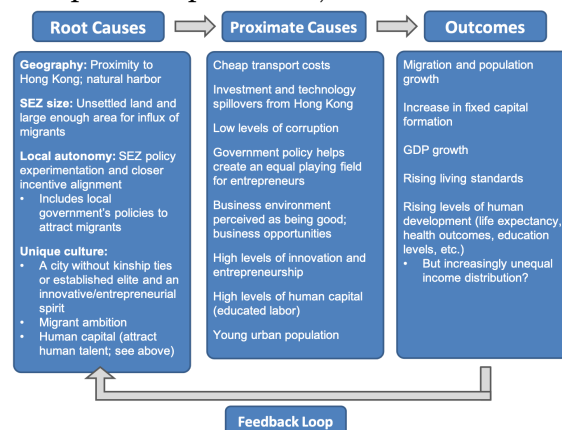 Root Causes
Proximate Causes
Outcomes
Geography: Proximity to
Hong Kong; natural harbor
SEZ size: Unsettled land and
large enough area for influx of
migrants
Local autonomy: SEZ policy
experimentation and closer
incentive alignment
• Includes local
government's policies to
attract migrants
Unique culture:
• A city without kinship ties
or established elite and an
innovative/entrepreneurial
spirit
• Migrant ambition
• Human capital (attract
human talent; see above)
Cheap transport costs
Investment and technology
spillovers from Hong Kong
Low levels of corruption
Government policy helps
create an equal playing field
for entrepreneurs
Business environment
perceived as being good;
business opportunities
High levels of innovation and
entrepreneurship
High levels of human capital
(educated labor)
Young urban population
Migration and population
growth
Increase in fixed capital
formation
GDP growth
Rising living standards
Rising levels of human
development (life expectancy,
health outcomes, education
levels, etc.)
• But increasingly unequal
income distribution?
Feedback Loop